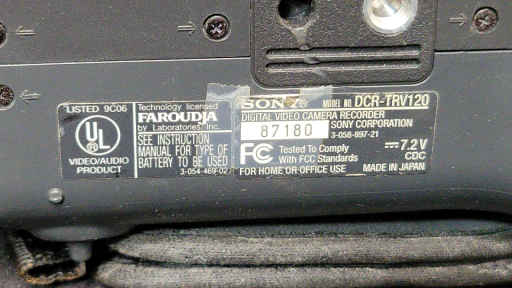 LISTED 9C06
UL
VIDEO/AUDIO
PRODUCT
Technology licensed
FAROUDJA
by Laboratories, Inc.
SEE INSTRUCTION
MANUAL FOR TYPE OF
BATTERY TO BE USED
3-054-469-02
SONY MODEL NO. DCR-TRV120
DIGITAL VIDEO CAMERA RECORDER
87180 SONY CORPORATION
3-058-897-21
FC Tested To Comply
With FCC Standards
7.2V
CDC
FOR HOME OR OFFICE USE MADE IN JAPAN